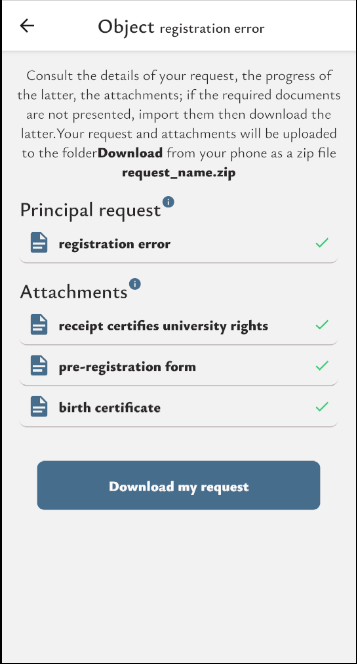 Object registration error
Consult the details of your request, the progress of
the latter, the attachments; if the required documents
are not presented, import them then download the
latter.Your request and attachments will be uploaded
to the folderDownload from your phone as a zip file
request_name.zip
Principal request i
registration error
Attachments i
receipt certifies university rights
pre-registration form
birth certificate
Download my request